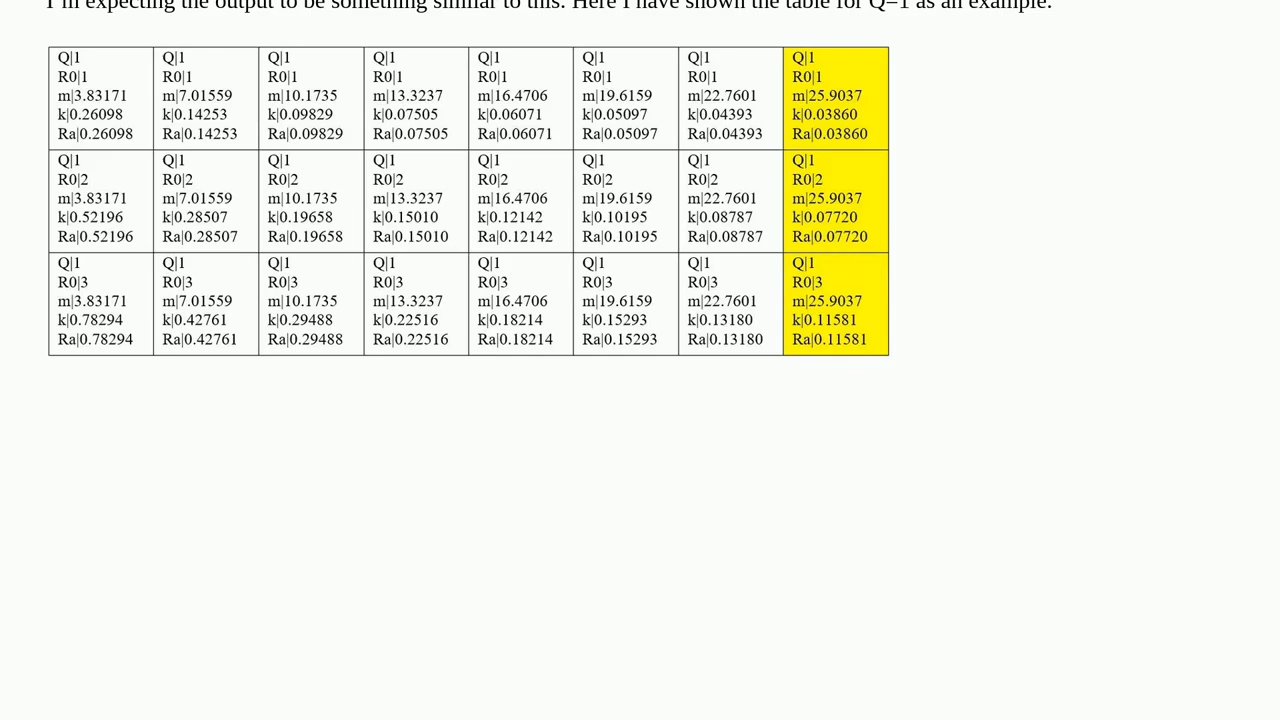 I'm expecting the output to be something similar to this. Here I have shown the table for Q=1 as an example.
Q|1 Q|1 Q|1 Q|1 Q|1 Q|1 Q|1 Q|1
R0|1 R0|1 R0|1 R0|1 R0|1 R0|1 R0|1 R0|1
m|3.83171 m|7.01559 m|10.1735 m|13.3237 m|16.4706 m|19.6159 m|22.7601 m|25.9037
k|0.26098 k|0.14253 k|0.09829 k|0.07505 k|0.06071 k|0.05097 k|0.04393 k|0.03860
Ra|0.26098 Ra|0.14253 Ra|0.09829 Ra|0.07505 Ra|0.06071 Ra|0.05097 Ra|0.04393 Ra|0.03860
Q|1 Q|1 Q|1 Q|1 Q|1 Q|1 Q|1 Q|1
R0|2 R0|2 R0|2 R0|2 R0|2 R0|2 R0|2 R0|2
m|3.83171 m|7.01559 m|10.1735 m|13.3237 m|16.4706 m|19.6159 m|22.7601 m|25.9037
k|0.52196 k|0.28507 k|0.19658 k|0.15010 k|0.12142 k|0.10195 k|0.08787 k|0.07720
Ra|0.52196 Ra|0.28507 Ra|0.19658 Ra|0.15010 Ra|0.12142 Ra|0.10195 Ra|0.08787 Ra|0.07720
Q|1 Q|1 Q|1 Q|1 Q|1 Q|1 Q|1 Q|1
R0|3 R0|3 R0|3 R0|3 R0|3 R0|3 R0|3 R0|3
m|3.83171 m|7.01559 m|10.1735 m|13.3237 m|16.4706 m|19.6159 m|22.7601 m|25.9037
k|0.78294 k|0.42761 k|0.29488 k|0.22516 k|0.18214 k|0.15293 k|0.13180 k|0.11581
Ra|0.78294 Ra|0.42761 Ra|0.29488 Ra|0.22516 Ra|0.18214 Ra|0.15293 Ra|0.13180 Ra|0.11581